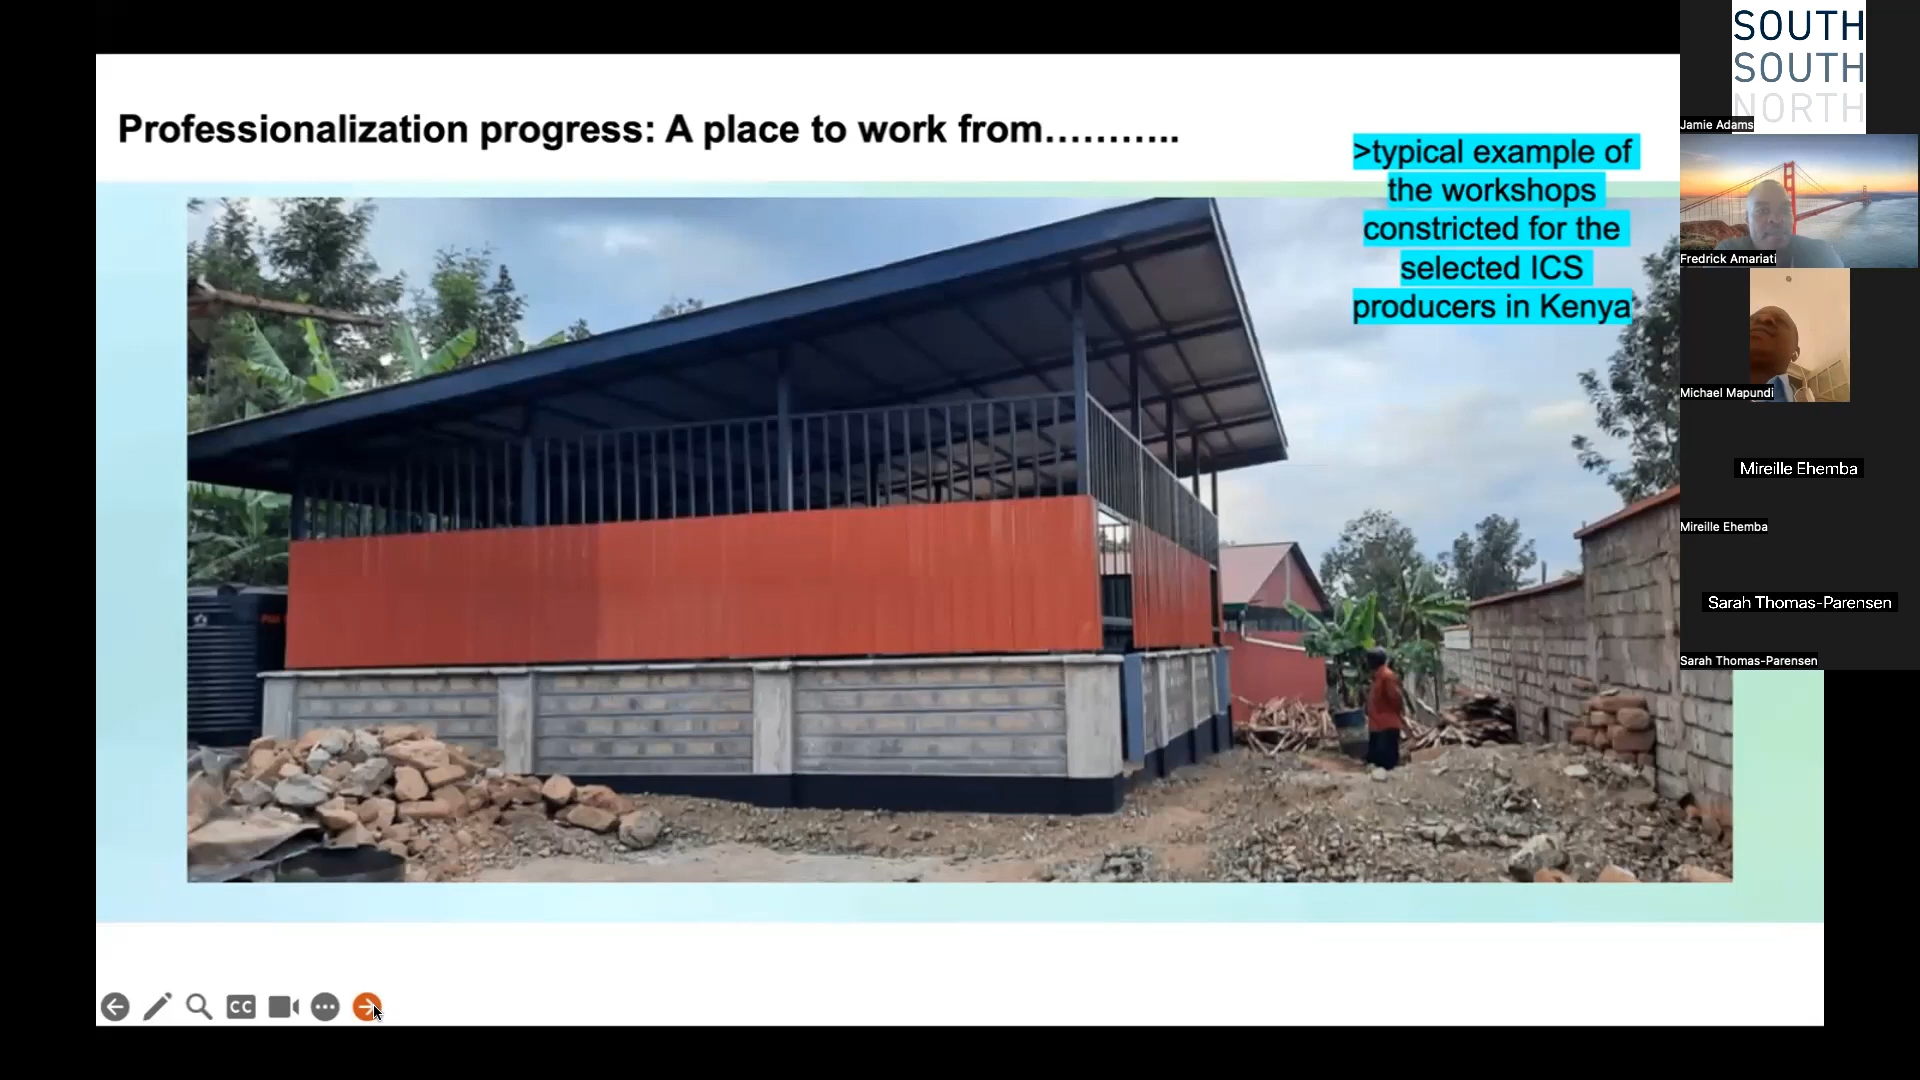 Professionalization progress: A place to work from………..
>typical example of
the workshops
constricted for the
selected ICS
producers in Kenya
SOUTH
SOUTH
NORTH
Jamie Adams
Fredrick Amariati
Michael Mapundi
Mireille Ehemba
Mireille Ehemba
Sarah Thomas-Parensen
Sarah Thomas-Parensen
CC